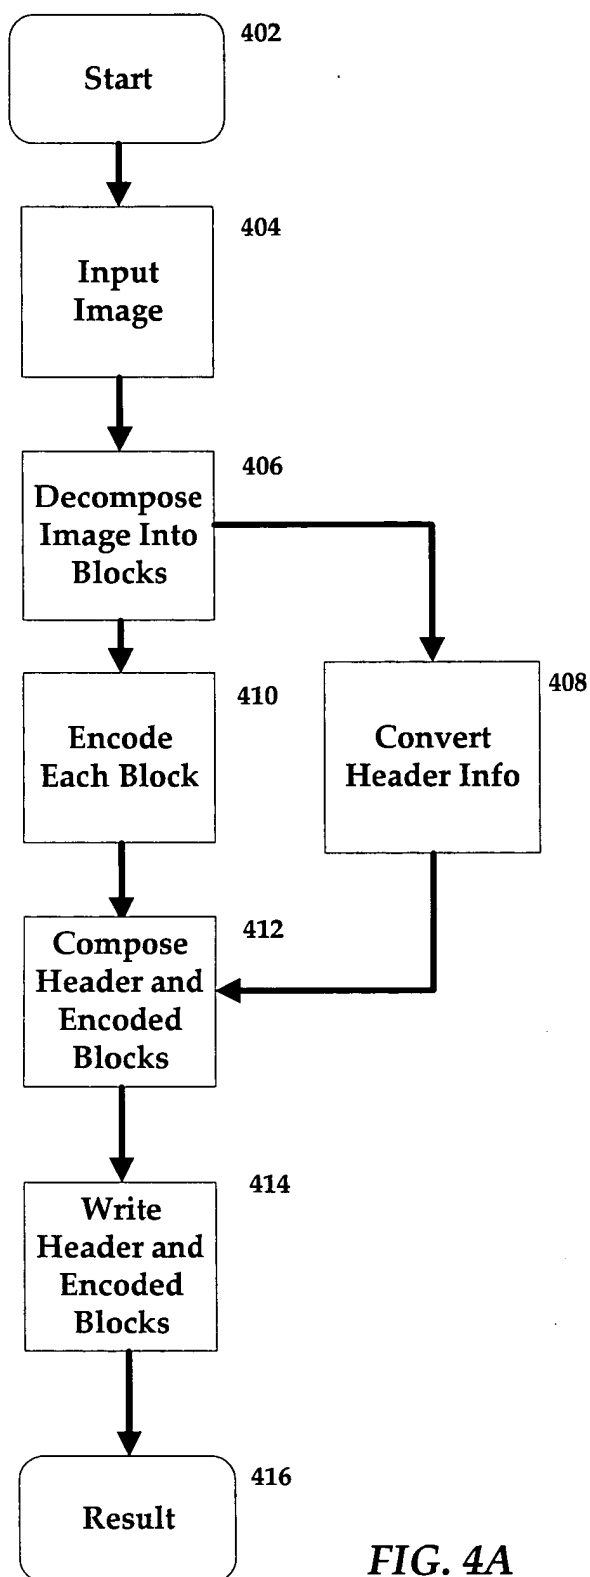 402
Start
404
Input
Image
406
Decompose
Image Into
Blocks
410
Encode
Each Block
408
Convert
Header Info
412
Compose
Header and
Encoded
Blocks
414
Write
Header and
Encoded
Blocks
416
Result
FIG. 4A